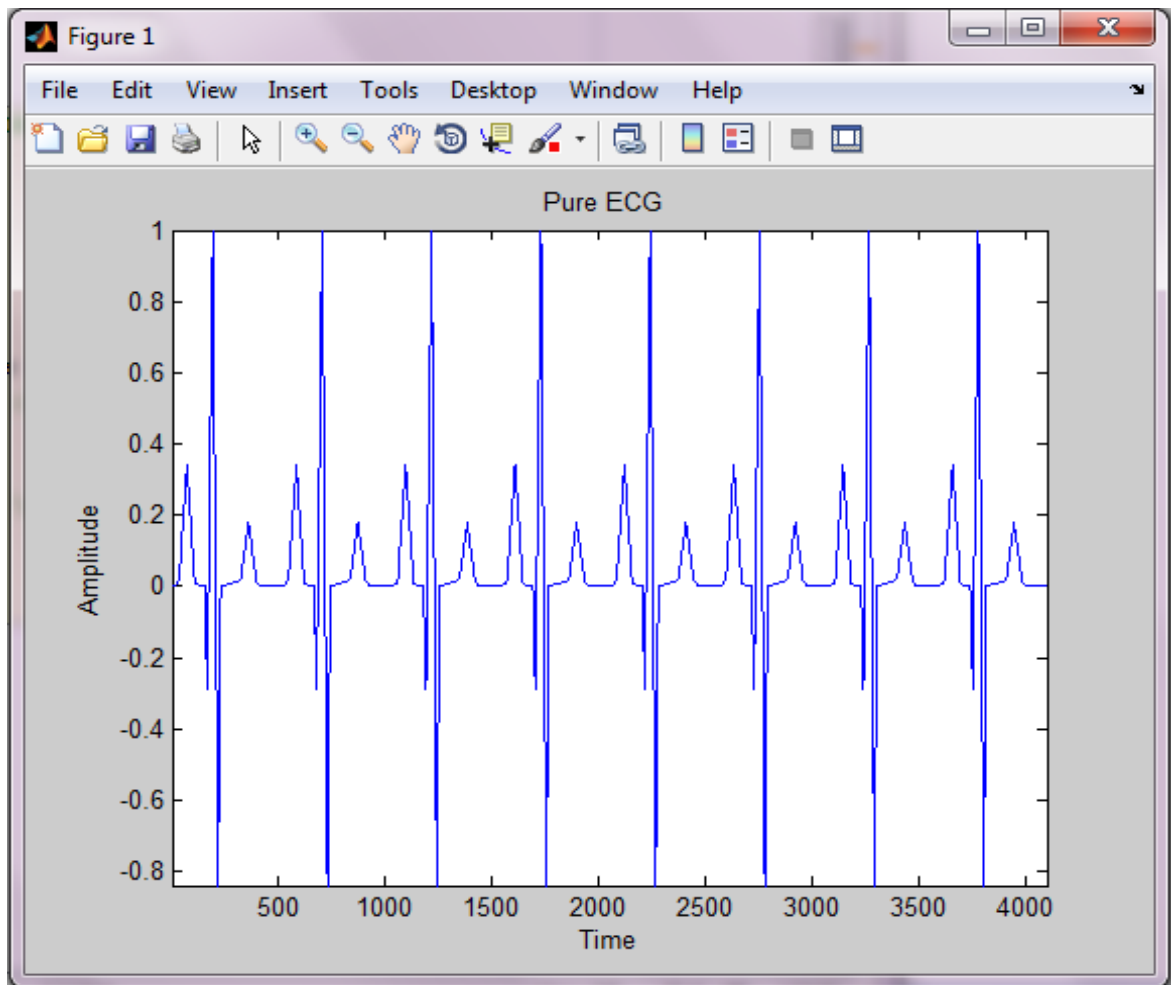 Figure 1
File Edit View Insert Tools Desktop Window Help
Pure ECG
1
0.8
0.6
0.4
0.2
0
-0.2
-0.4
-0.6
-0.8
Amplitude
500 1000 1500 2000 2500 3000 3500 4000
Time